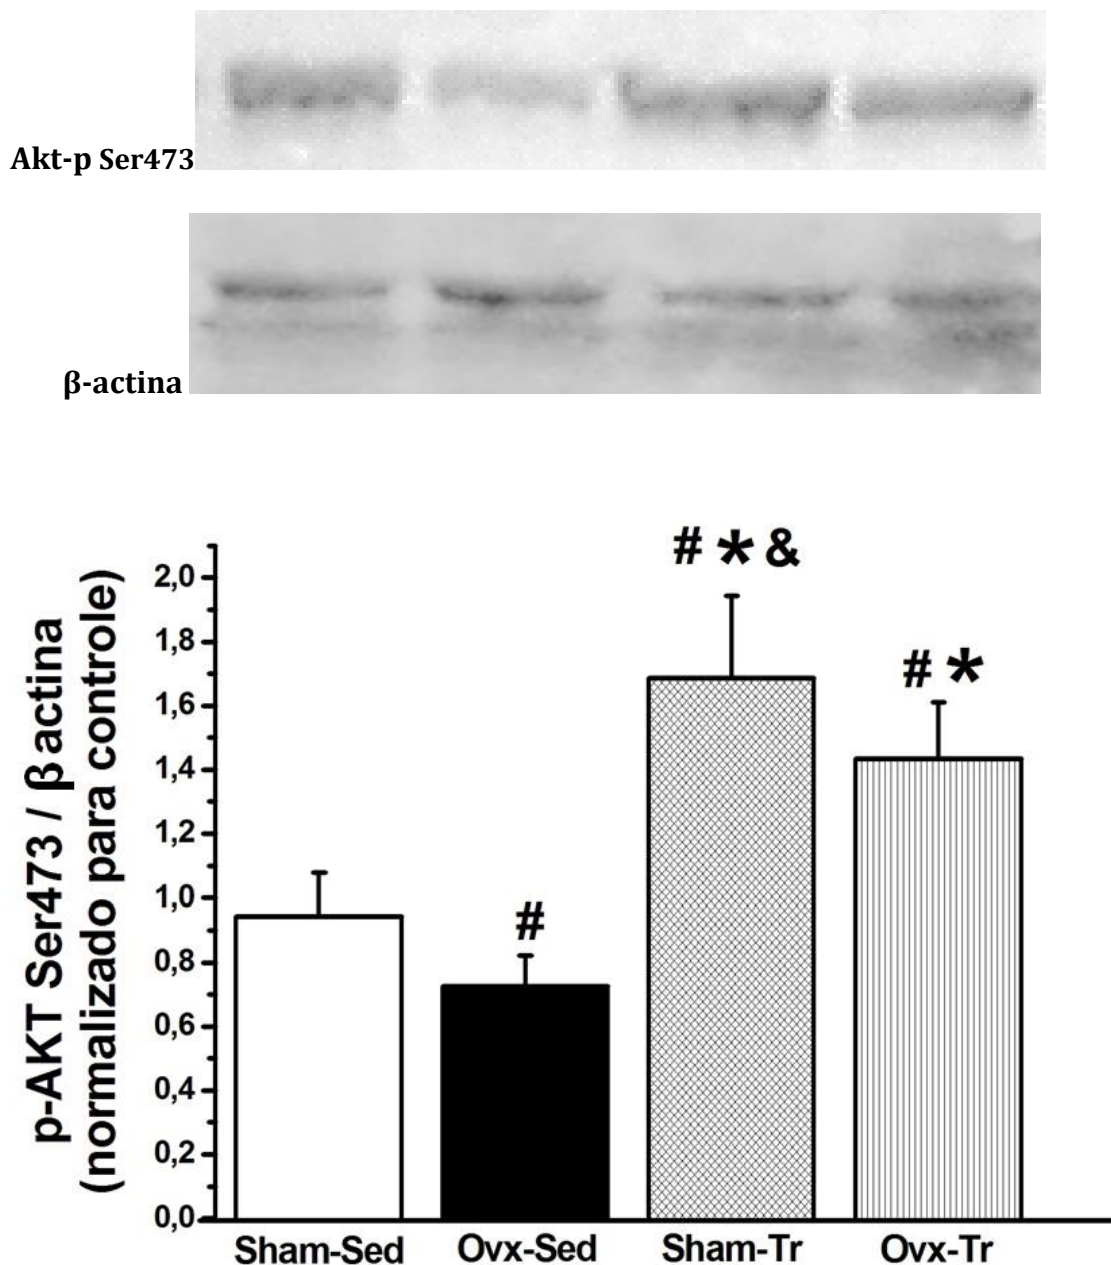 Akt-p Ser473
β-actina
# * &
# *
#
p-AKT Ser473 / β actina
(normalizado para controle)
2,0
1,8
1,6
1,4
1,2
1,0
0,8
0,6
0,4
0,2
0,0
Sham-Sed Ovx-Sed Sham-Tr Ovx-Tr